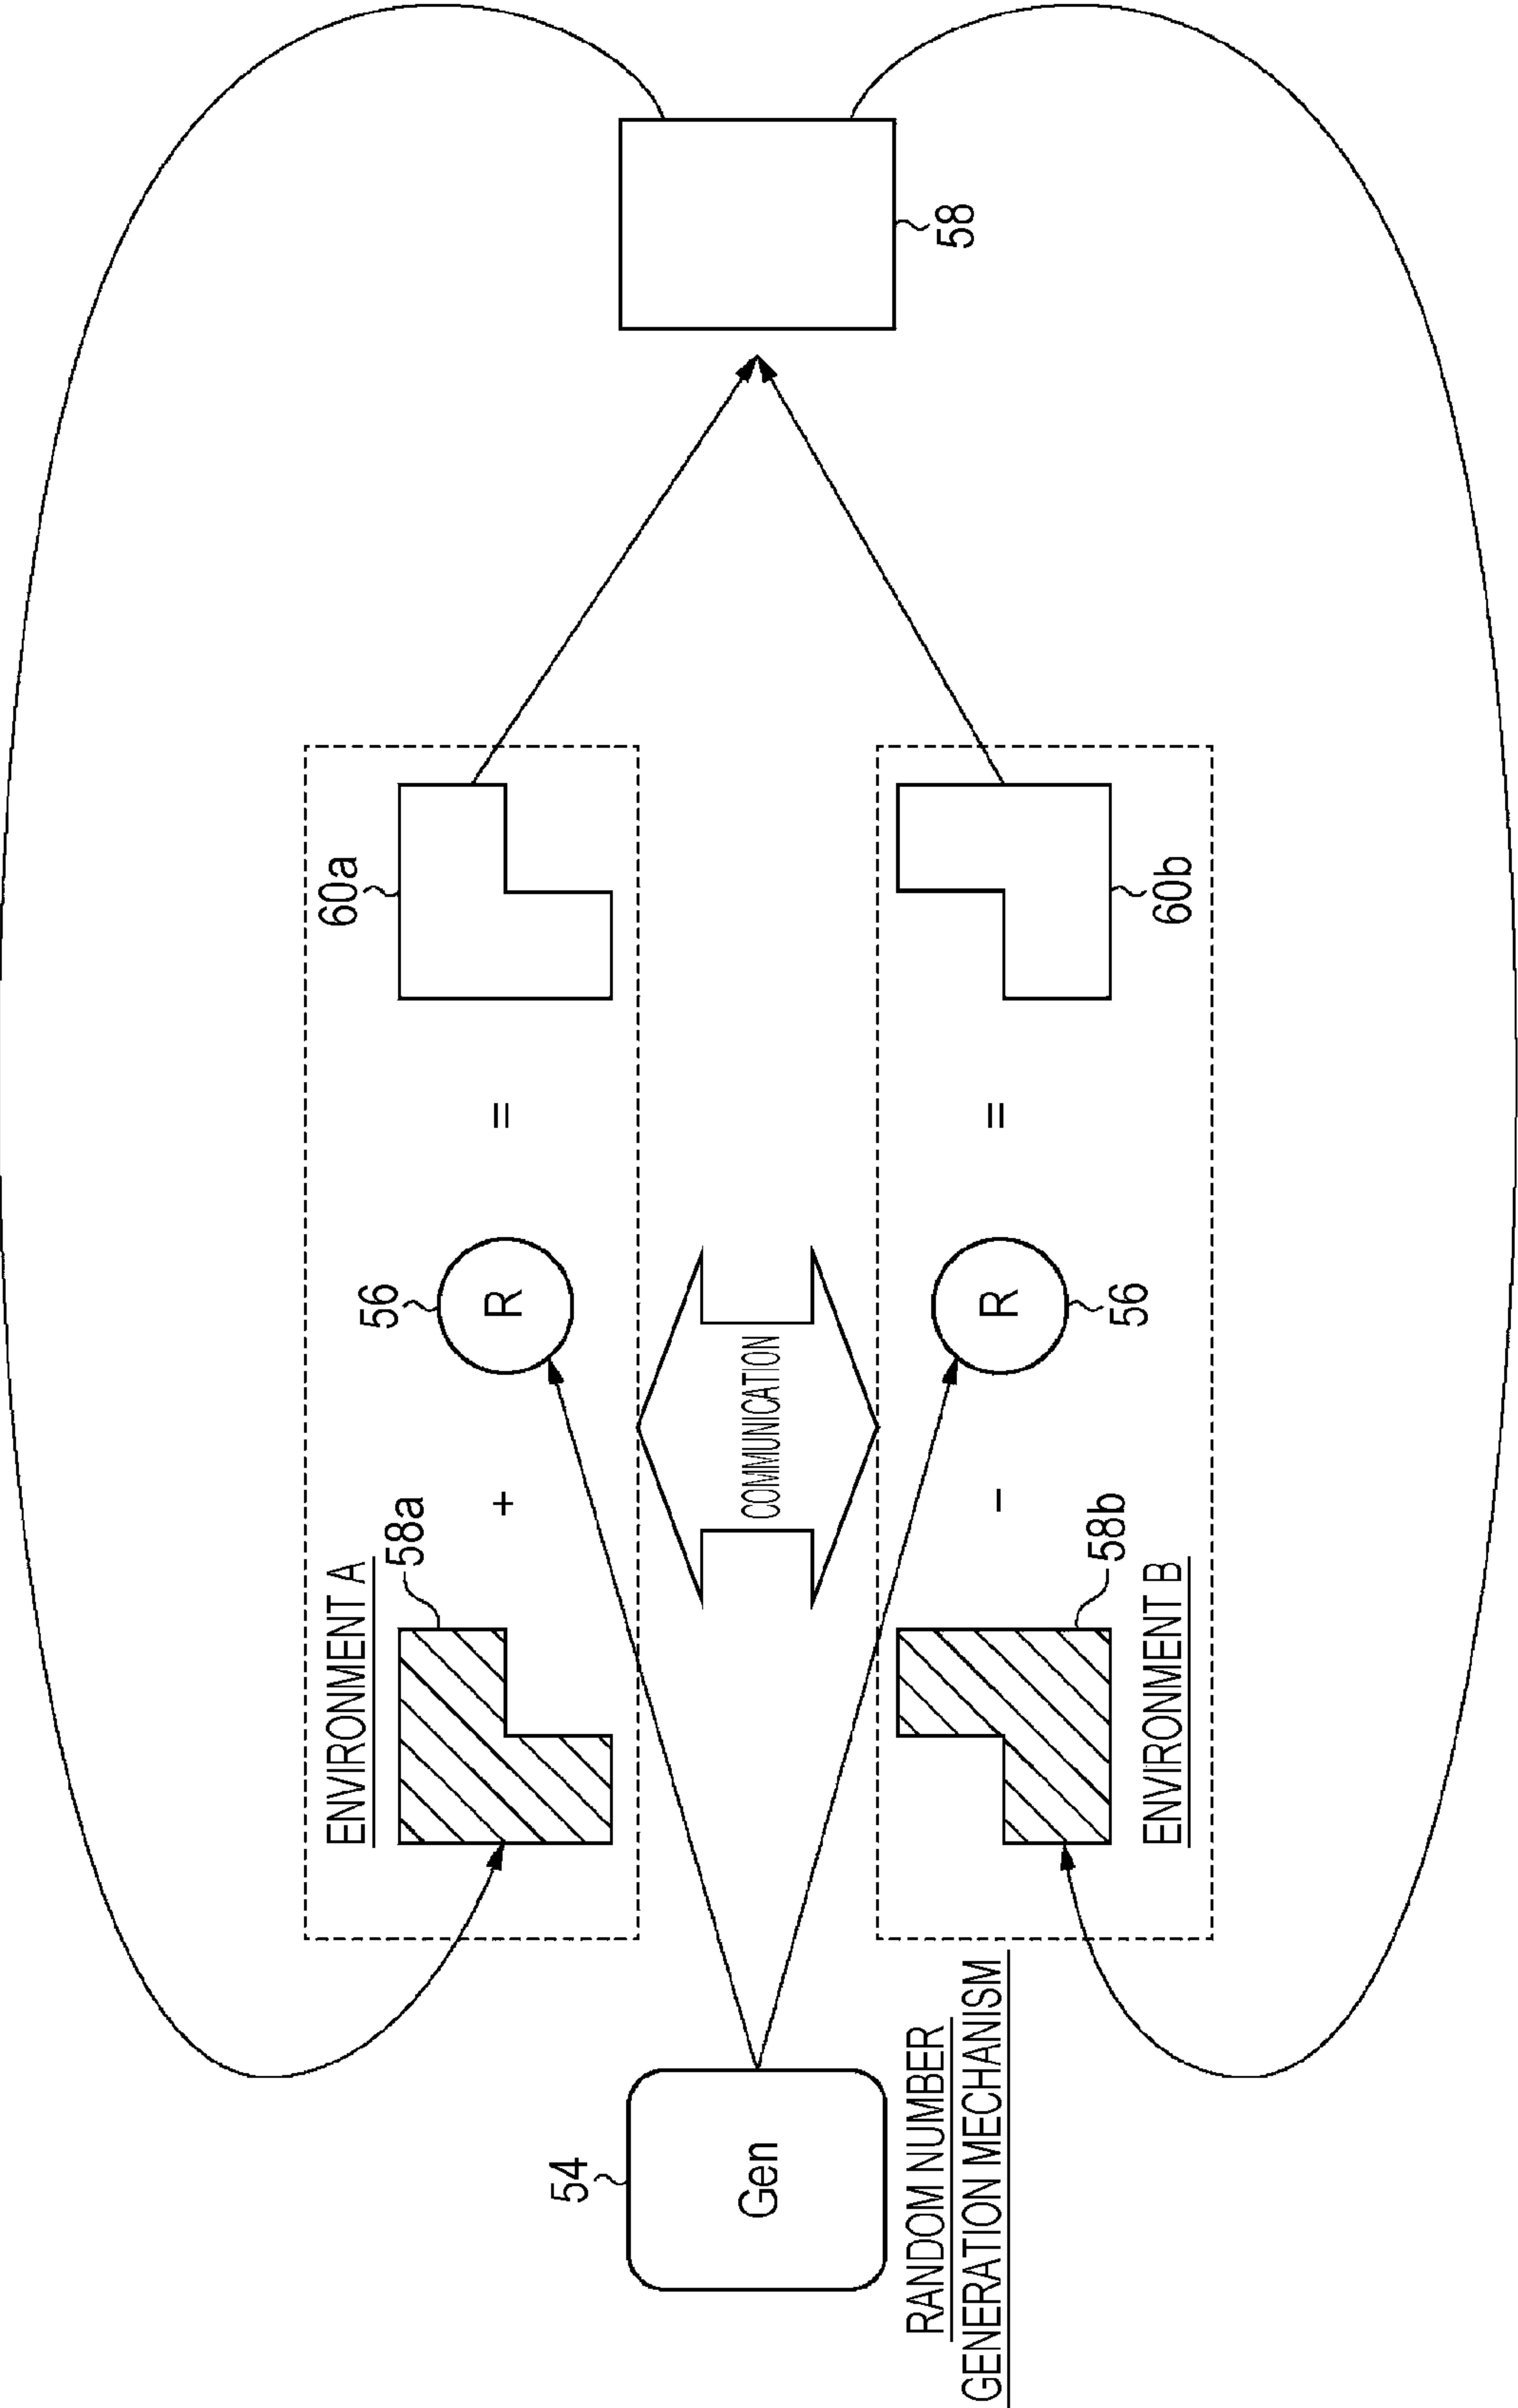 ENVIRONMENT A
58a
+
56
R
=
60a
54
Gen
RANDOM NUMBER
GENERATION MECHANISM
COMMUNICATION
58
58b
-
R
56
=
60b
ENVIRONMENT B